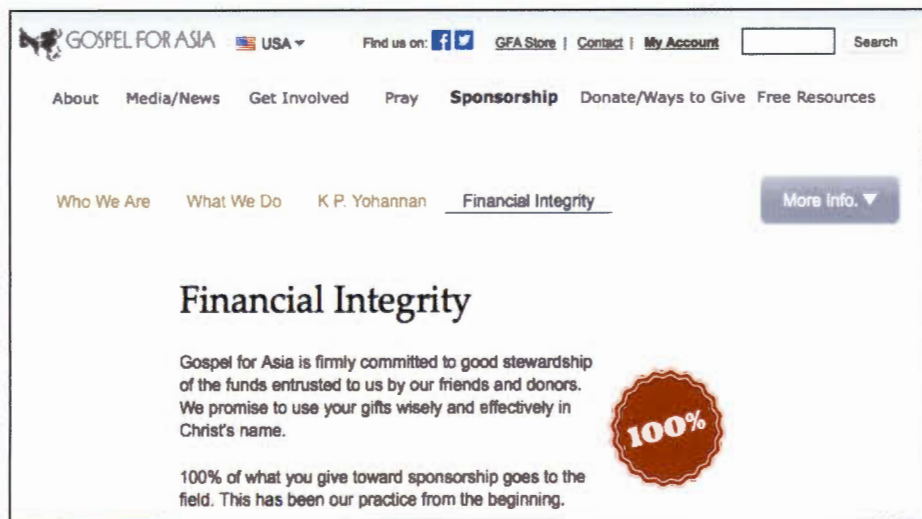 GOSPEL FOR ASIA USA Find us on: GFA Store | Contact | My Account Search
About Media/News Get Involved Pray Sponsorship Donate/Ways to Give Free Resources
Who We Are What We Do K P. Yohannan Financial Integrity More Info.
Financial Integrity
Gospel for Asia is firmly committed to good stewardship
of the funds entrusted to us by our friends and donors.
We promise to use your gifts wisely and effectively in
Christ's name.
100%
100% of what you give toward sponsorship goes to the
field. This has been our practice from the beginning.